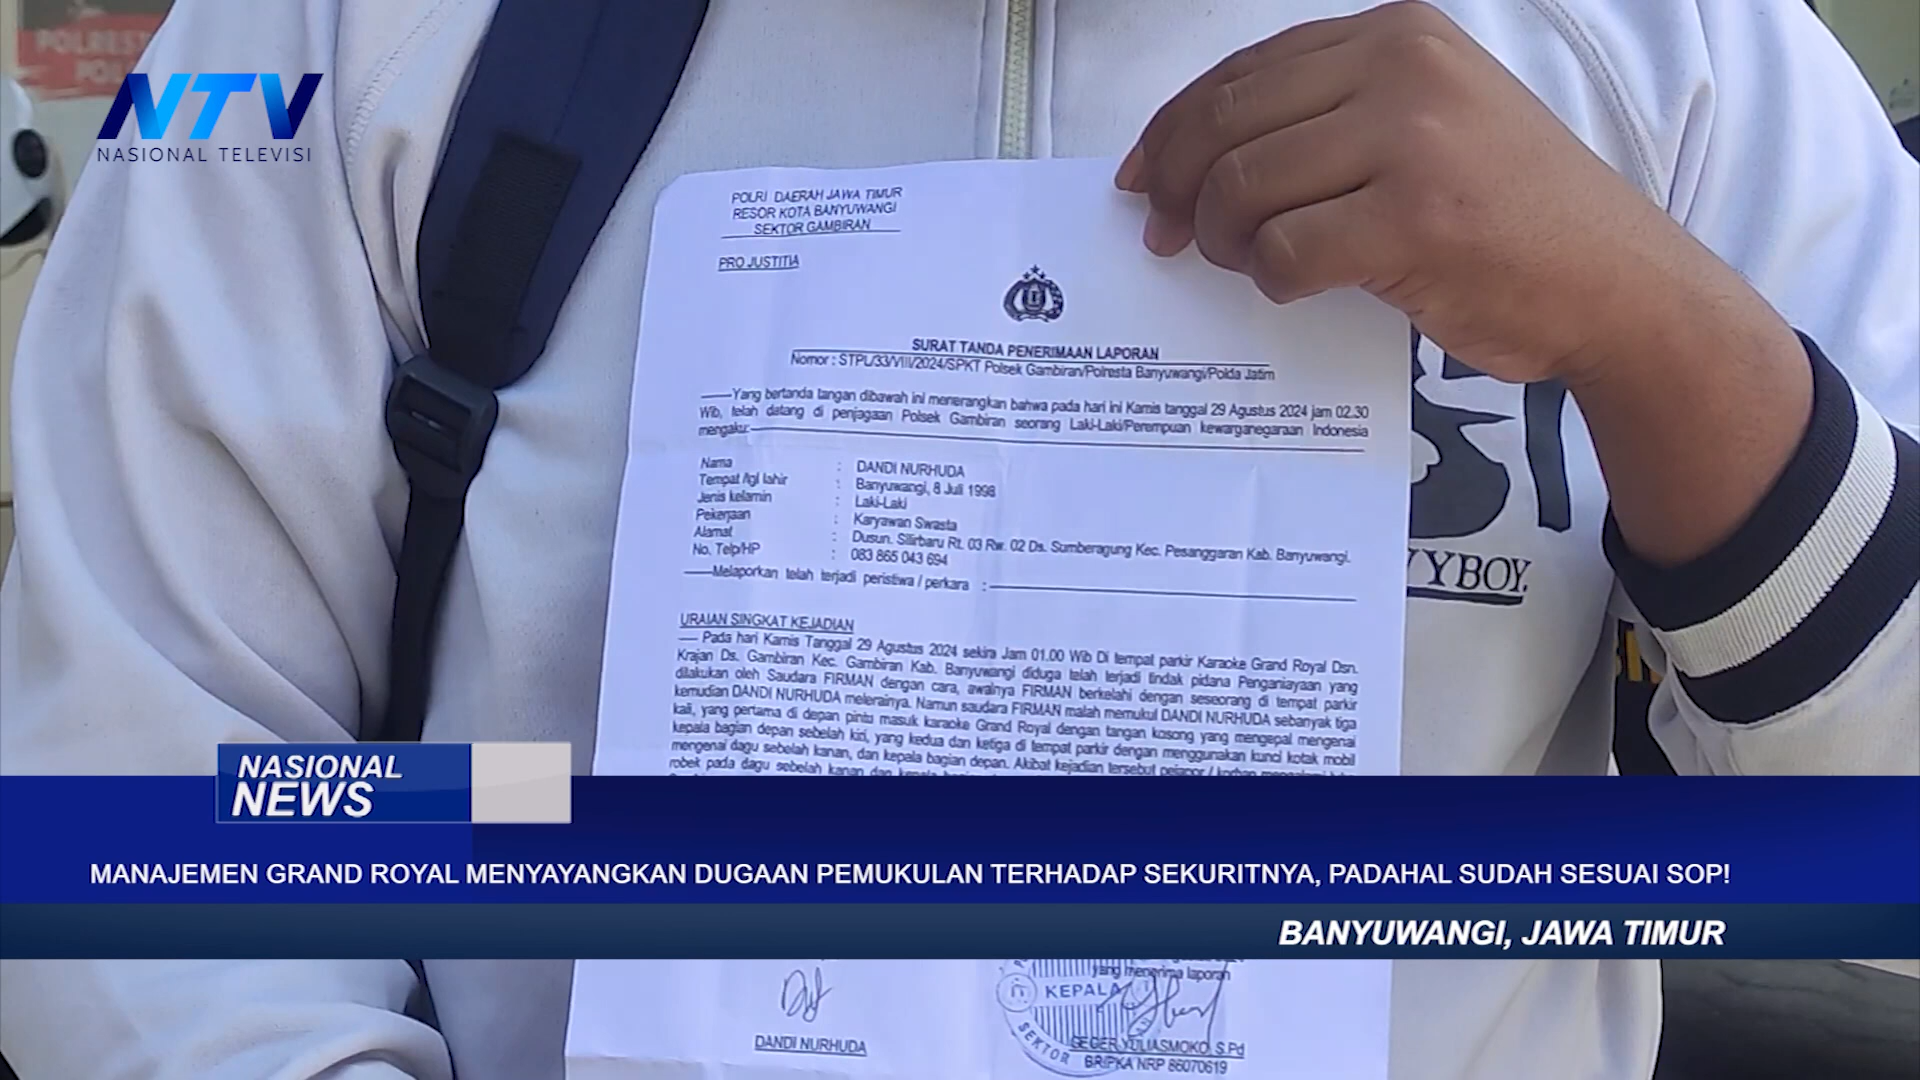 POLRES
NTV
NASIONAL TELEVISI
POLRI DAERAH JAWA TIMUR
RESOR KOTA BANYUWANGI
SEKTOR GAMBIRAN
PRO JUSTITIA
SURAT TANDA PENERIMAAN LAPORAN
Nomor : STPL/33/VIII/2024/SPKT Polsek Gambiran/Polresta Banyuwangi/Polda Jatim
Yang bertanda tangan dibawah ini menerangkan bahwa pada hari ini Kamis tanggal 29 Agustus 2024 jam 02.30
Wib, telah datang di penjagaan Polsek Gambiran seorang Laki-Laki/Perempuan kewarganegaraan Indonesia
mengaku:
Nama : DANDI NURHUDA
Tempat /tgl lahir : Banyuwangi, 8 Juli 1998
Jenis kelamin : Laki-Laki
Pekerjaan : Karyawan Swasta
Alamat : Dusun. Silirbaru Rt. 03 Rw. 02 Ds. Sumberagung Kec. Pesanggaran Kab. Banyuwangi.
No. Telp/HP : 083 865 043 694
Melaporkan telah terjadi peristiwa / perkara :
URAIAN SINGKAT KEJADIAN
Pada hari Kamis Tanggal 29 Agustus 2024 sekira Jam 01.00 Wib Di tempat parkir Karaoke Grand Royal Dsn.
Krajan Ds. Gambiran Kec. Gambiran Kab. Banyuwangi diduga telah terjadi tindak pidana Penganiayaan yang
dilakukan oleh Saudara FIRMAN dengan cara, awalnya FIRMAN berkelahi dengan seseorang di tempat parkir
kemudian DANDI NURHUDA melerainya. Namun saudara FIRMAN malah memukul DANDI NURHUDA sebanyak tiga
kali, yang pertama di depan pintu masuk karaoke Grand Royal dengan tangan kosong yang mengepal mengenai
kepala bagian depan sebelah kiri, yang kedua dan ketiga di tempat parkir dengan menggunakan kunci kotak mobil
mengenai dagu sebelah kanan, dan kepala bagian depan. Akibat kejadian tersebut pelapor / korban
robek pada dagu sebelah kanan dan
VYBOY.
NASIONAL
NEWS
MANAJEMEN GRAND ROYAL MENYAYANGKAN DUGAAN PEMUKULAN TERHADAP SEKURITNYA, PADAHAL SUDAH SESUAI SOP!
BANYUWANGI, JAWA TIMUR
yang menerima laporan
KEPALA
SEKTOR
DANDI NURHUDA
GEGER YULIASMOKO, S.Pd
BRIPKA NRP 86070619